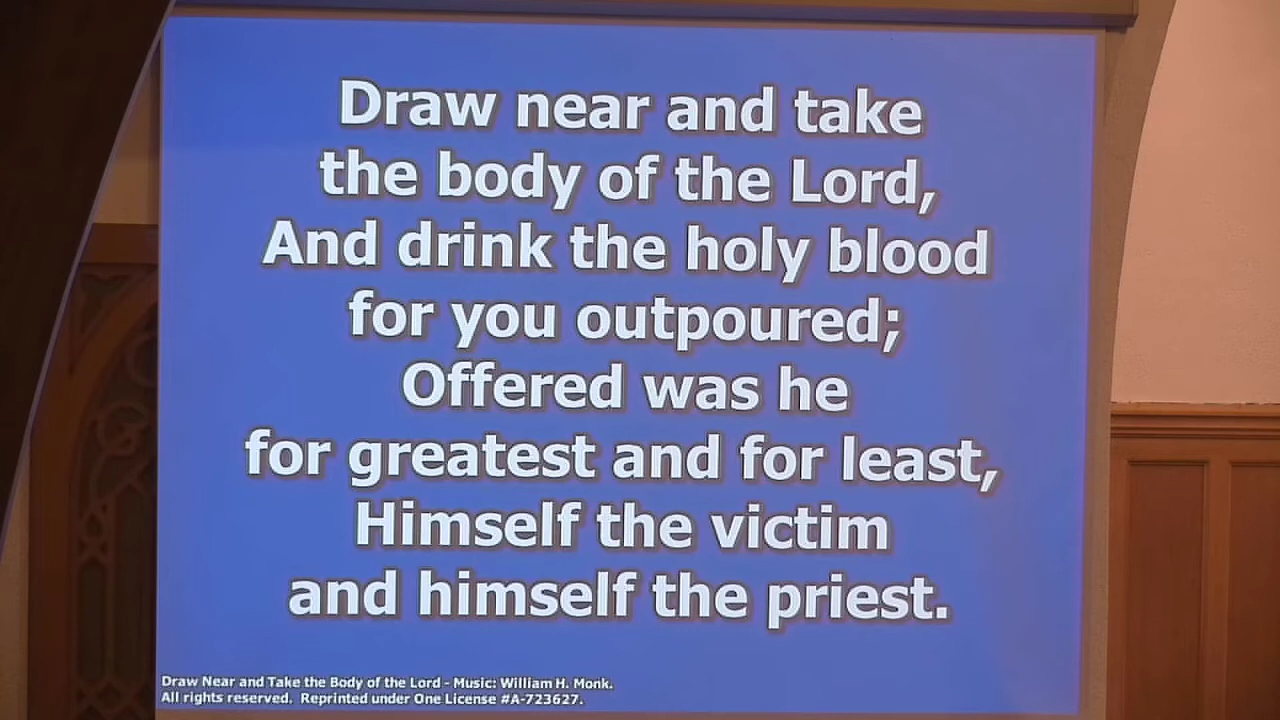 Draw near and take
the body of the Lord,
And drink the holy blood
for you outpoured;
Offered was he
for greatest and for least,
Himself the victim
and himself the priest.
Draw Near and Take the Body of the Lord - Music: William H. Monk.
All rights reserved. Reprinted under One License #A-723627.